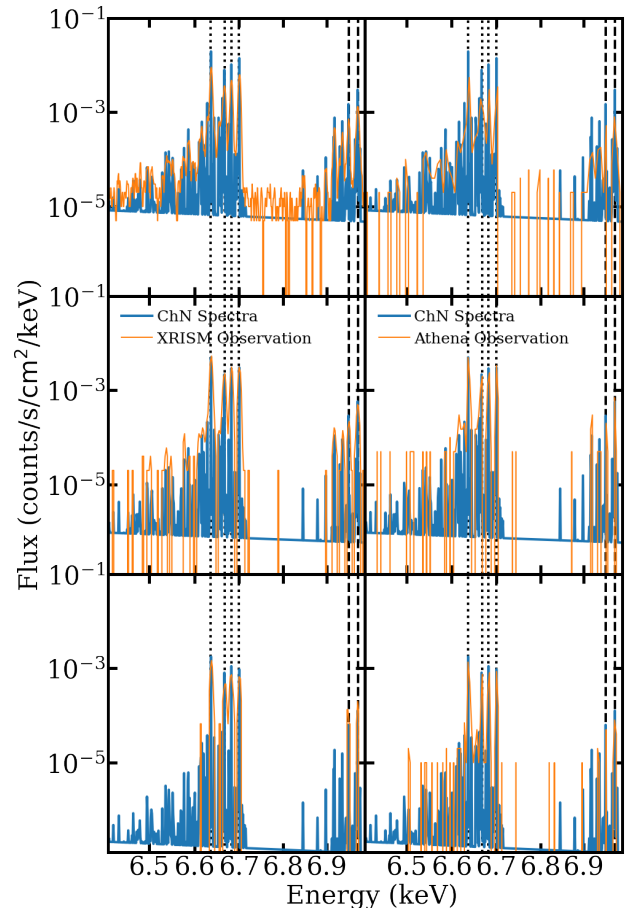 10⁻¹
10⁻³
10⁻⁵
10⁻¹
ChN Spectra
XRISM Observation
ChN Spectra
Athena Observation
10⁻³
10⁻⁵
10⁻¹
10⁻³
10⁻⁵
Flux (counts/s/cm²/keV)
6.5 6.6 6.7 6.8 6.9 6.5 6.6 6.7 6.8 6.9
Energy (keV)